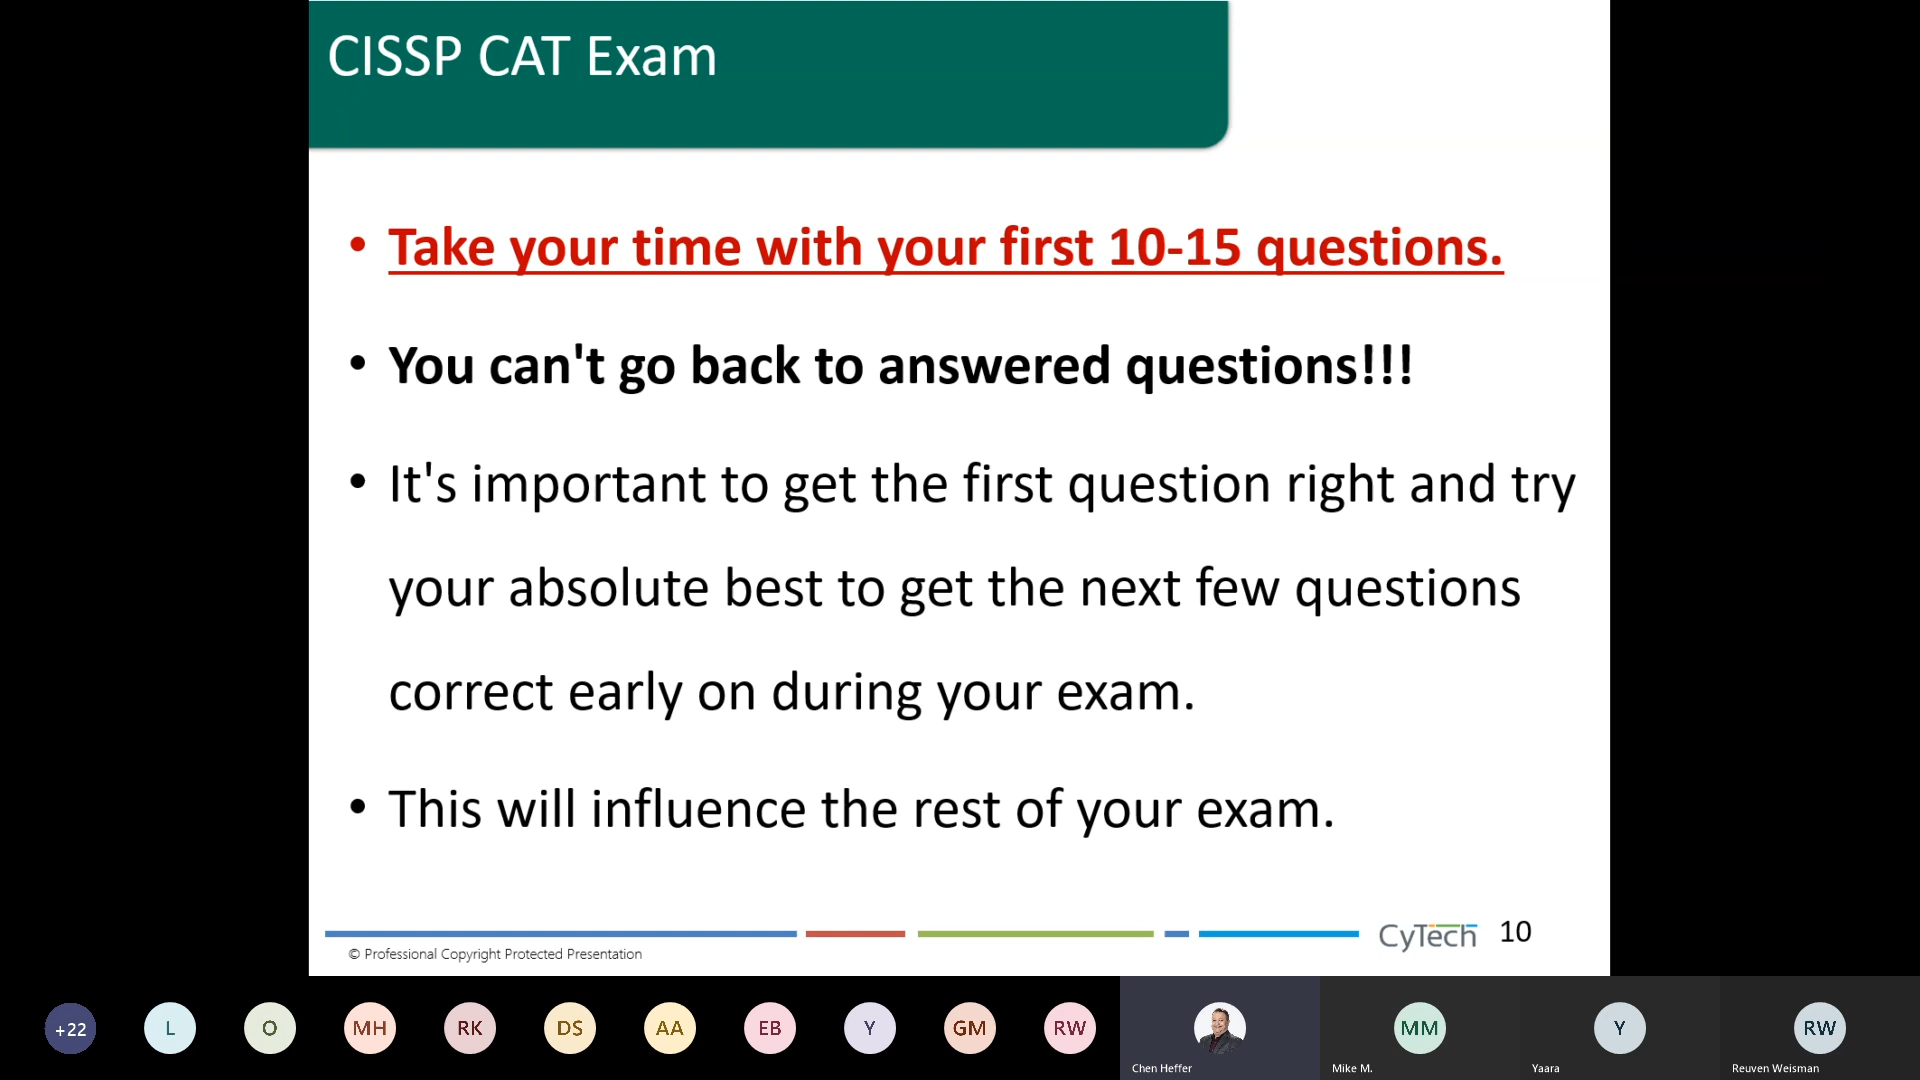 CISSP CAT Exam
• Take your time with your first 10-15 questions.
• You can't go back to answered questions!!!
• It's important to get the first question right and try
your absolute best to get the next few questions
correct early on during your exam.
• This will influence the rest of your exam.
CyTech 10
© Professional Copyright Protected Presentation
+22 L O MH RK DS AA EB Y GM RW MM Y RW
Chen Heffer Mike M. Yaara Reuven Weisman